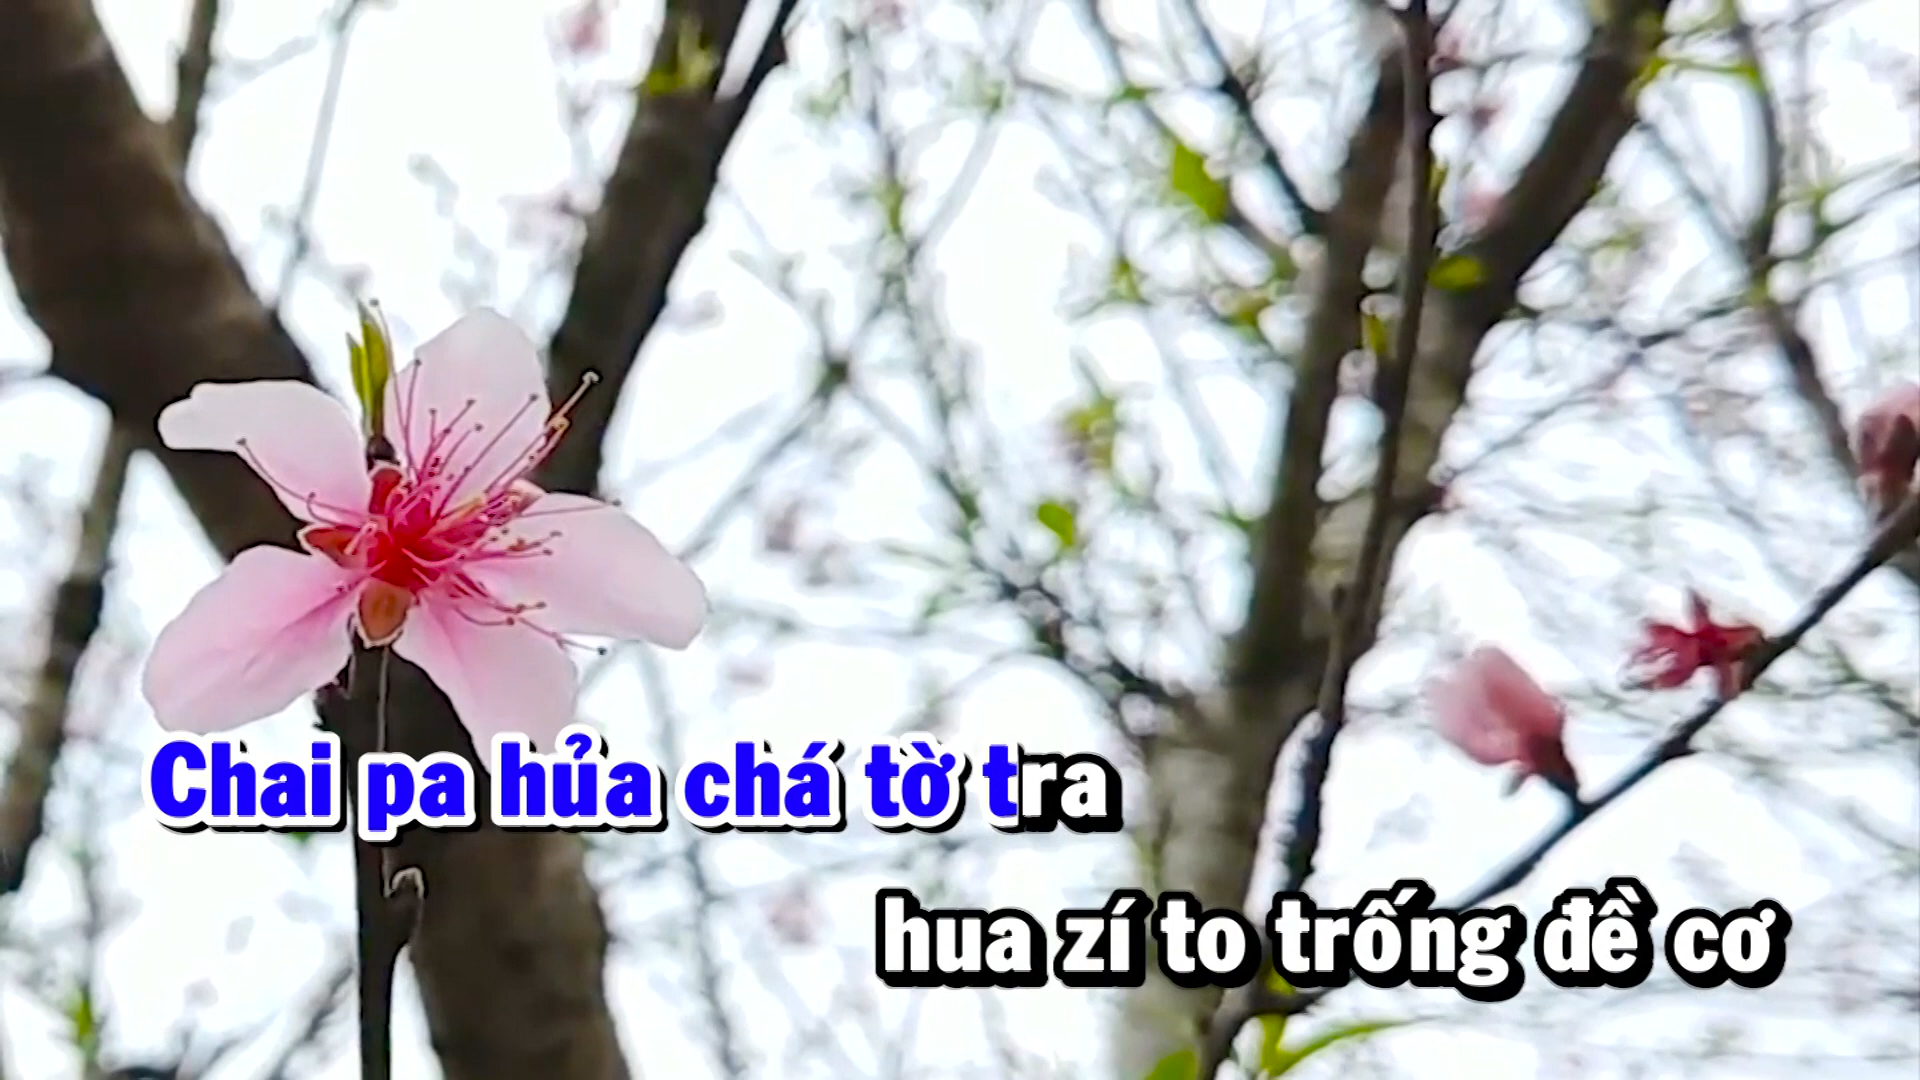 Chai pa hủa chá tờ tra
hua zí to trống đề cơ